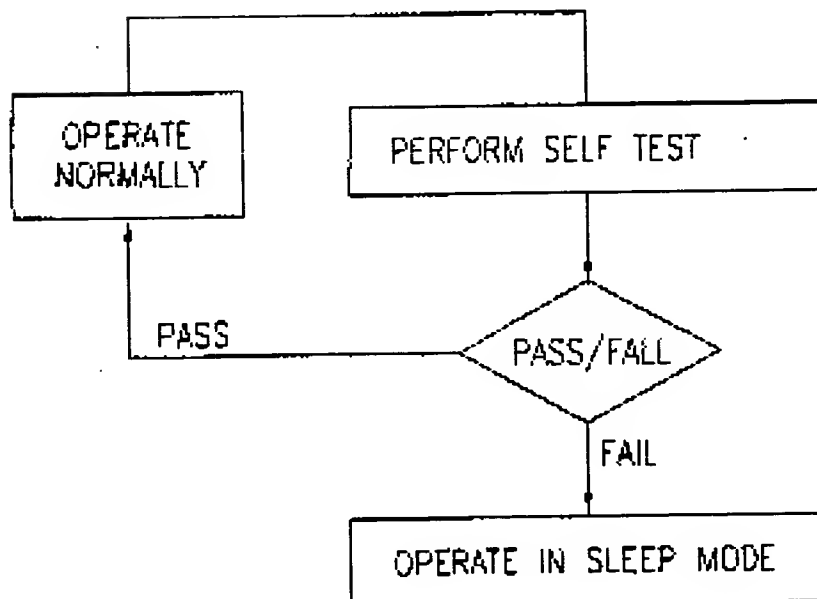 OPERATE
NORMALLY
PERFORM SELF TEST
PASS
PASS/FALL
FAIL
OPERATE IN SLEEP MODE